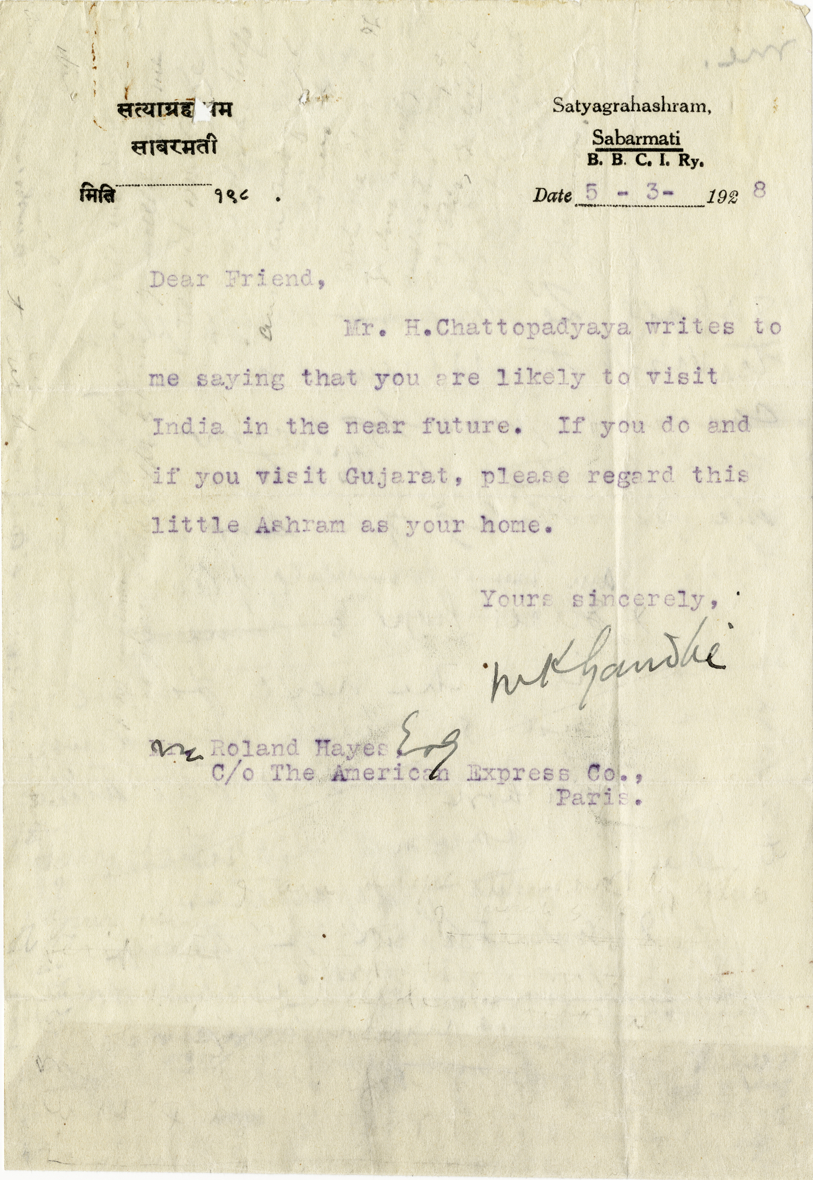 सत्याग्रह
साबरमती
मिति १९८ .
Satyagrahashram,
Sabarmati
B. B. C. I. Ry.
Date 5 - 3- 1928
Dear Friend,
Mr. H.Chattopadyaya writes to
me saying that you are likely to visit
India in the near future. If you do and
if you visit Gujarat, please regard this
little Ashram as your home.
Yours sincerely,
MKGandhi
Roland Hayes Esq
C/o The American Express Co.,
Paris.